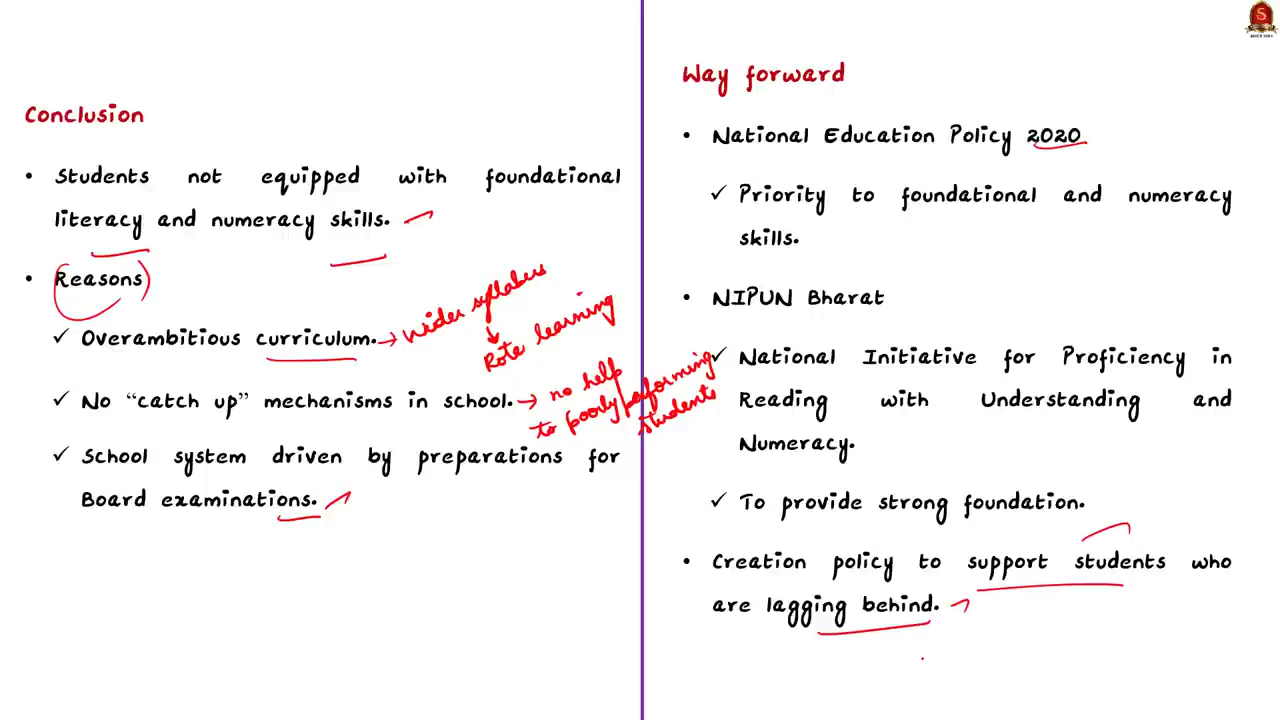 Conclusion
• Students not equipped with foundational
literacy and numeracy skills.
• Reasons
✓ Overambitious curriculum. → Wider syllabus
↓
Rote learning
✓ No “catch up” mechanisms in school. → no help
to poorly performing
students
✓ School system driven by preparations for
Board examinations.
Way forward
• National Education Policy 2020
✓ Priority to foundational and numeracy
skills.
• NIPUN Bharat
✓ National Initiative for Proficiency in
Reading with Understanding and
Numeracy.
✓ To provide strong foundation.
• Creation policy to support students who
are lagging behind.
S